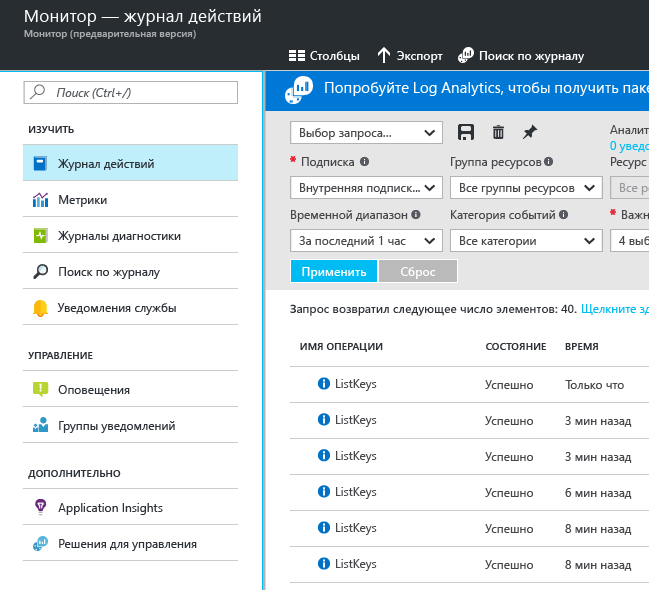 Монитор — журнал действий
Монитор (предварительная версия)
Столбцы Экспорт Поиск по журналу
Поиск (Ctrl+/)
Попробуйте Log Analytics, чтобы получить паке
ИЗУЧИТЬ
Журнал действий
Метрики
Журналы диагностики
Поиск по журналу
Уведомления службы
УПРАВЛЕНИЕ
Оповещения
Группы уведомлений
ДОПОЛНИТЕЛЬНО
Application Insights
Решения для управления
Выбор запроса...
Аналит
0 увед
* Подписка Группа ресурсов Ресурс
Внутренняя подписк... Все группы ресурсов Все ре
Временной диапазон Категория событий * Важн
За последний 1 час Все категории 4 выб
Применить Сброс
Запрос возвратил следующее число элементов: 40. Щелкните зд
ИМЯ ОПЕРАЦИИ СОСТОЯНИЕ ВРЕМЯ
ListKeys Успешно Только что
ListKeys Успешно 3 мин назад
ListKeys Успешно 3 мин назад
ListKeys Успешно 6 мин назад
ListKeys Успешно 8 мин назад
ListKeys Успешно 8 мин назад